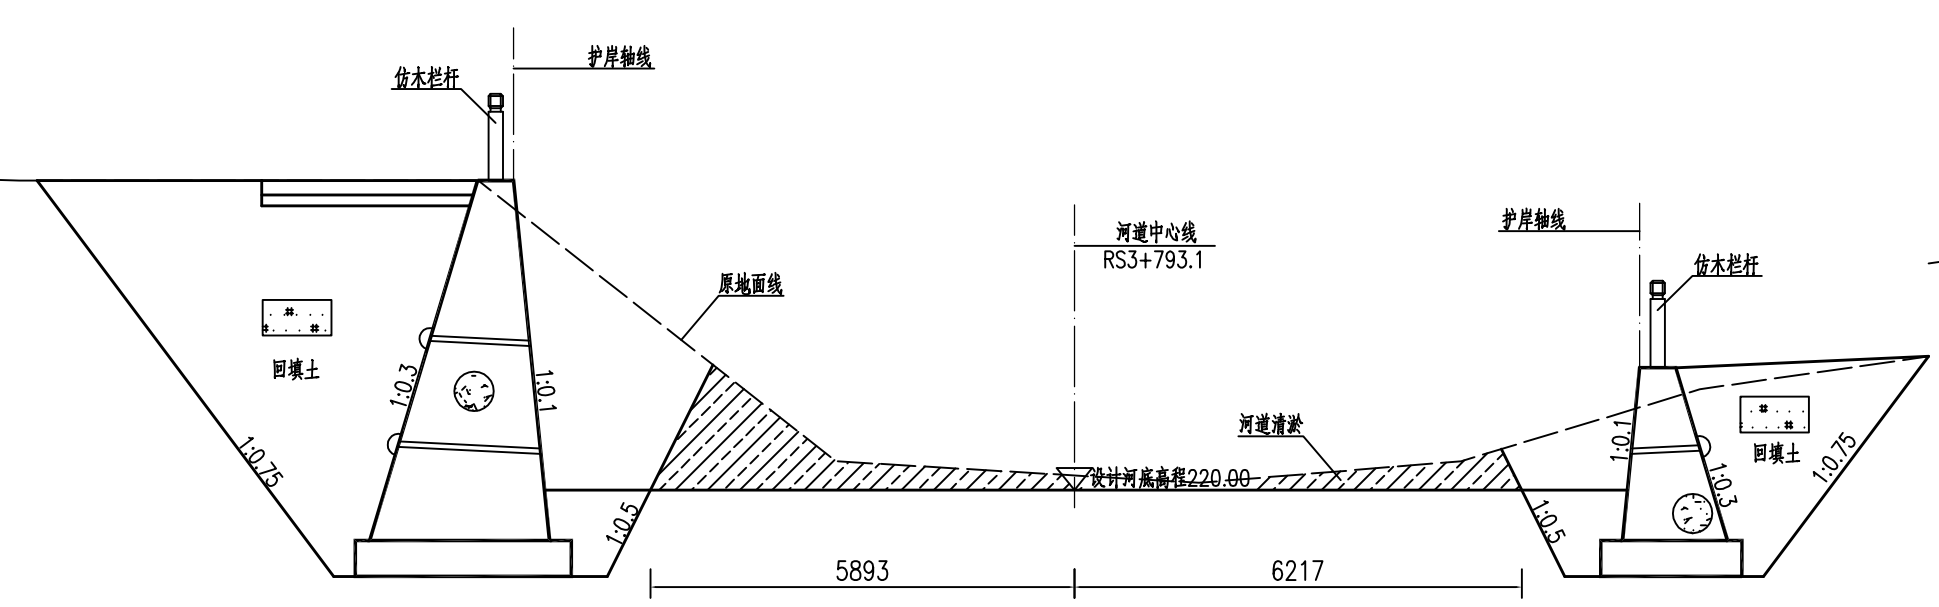 护岸轴线
仿木栏杆
护岸轴线
河道中心线
RS3+793.1
仿木栏杆
原地面线
回填土
1:0.3
1:0.1
河道清淤
1:0.1
回填土
1:0.75
1:0.75
设计河底高程220.00
1:0.3
1:0.5
1:0.5
5893
6217